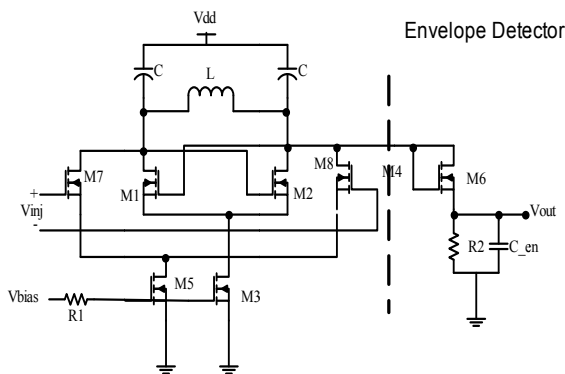 Vdd
Envelope Detector
C
C
L
M7
M1
M2
M8
M4
M6
+
Vinj
-
Vout
R2
C_en
M5
M3
Vbias
R1